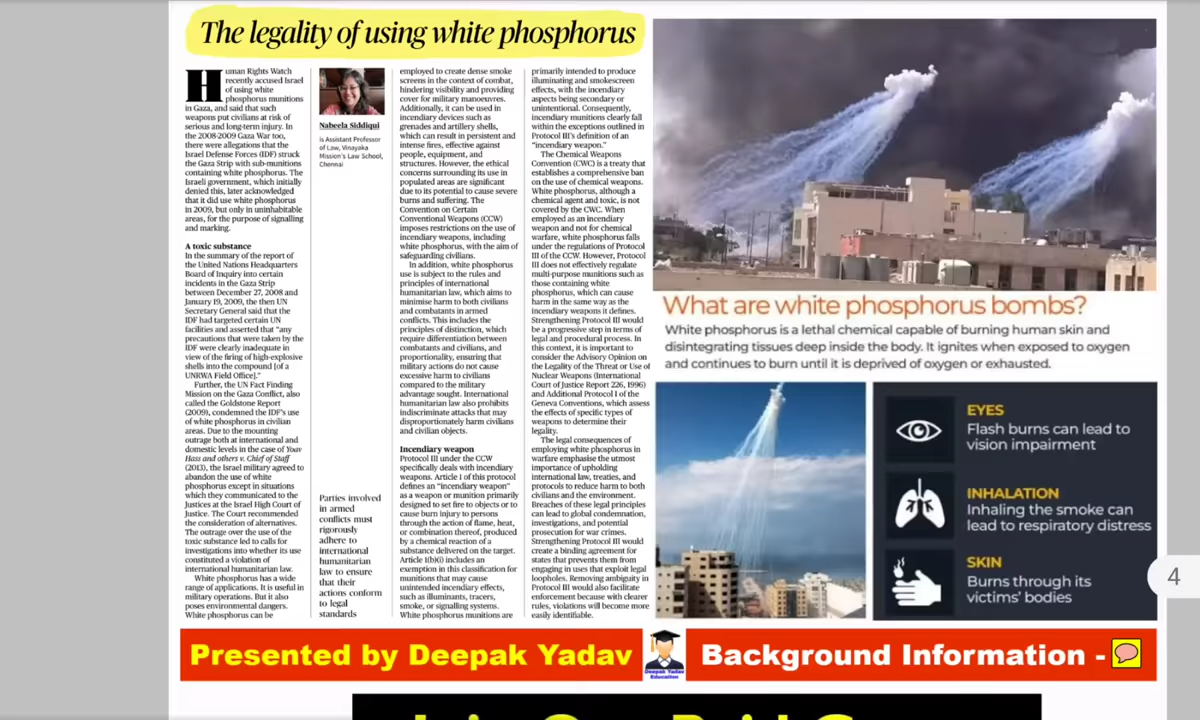 The legality of using white phosphorus
Human Rights Watch
recently accused Israel
of using white
phosphorus munitions
in Gaza, and said that such
weapons put civilians at risk of
serious and long-term injury. In
the 2008-2009 Gaza War too,
there were allegations that the
Israel Defense Forces (IDF) struck
the Gaza Strip with sub-munitions
containing white phosphorus. The
Israeli government, which initially
denied this, later acknowledged
that it did use white phosphorus
in 2009, but only in uninhabitable
areas, for the purpose of signalling
and marking.
A toxic substance
In the summary of the report of
the United Nations Headquarters
Board of Inquiry into certain
incidents in the Gaza Strip
between December 27, 2008 and
January 19, 2009, the then UN
Secretary General said that the
IDF had targeted certain UN
facilities and asserted that "any
precautions that were taken by the
IDF were clearly inadequate in
view of the firing of high-explosive
shells into the compound [of a
UNRWA Field Office]."
Further, the UN Fact Finding
Mission on the Gaza Conflict, also
called the Goldstone Report
(2009), condemned the IDF's use
of white phosphorus in civilian
areas. Due to the mounting
outrage both at international and
domestic levels in the case of Yoav
Hass and others v. Chief of Staff
(2013), the Israel military agreed to
abandon the use of white
phosphorus except in situations
which they communicated to the
Justices at the Israel High Court of
Justice. The Court recommended
the consideration of alternatives.
The outrage over the use of the
toxic substance led to calls for
investigations into whether its use
constituted a violation of
international humanitarian law.
White phosphorus has a wide
range of applications. It is useful in
military operations. But it also
poses environmental dangers.
White phosphorus can be
Nabeela Siddiqui
is Assistant Professor
of Law, Vinayaka
Mission's Law School,
Chennai
Parties involved
in armed
conflicts must
rigorously
adhere to
international
humanitarian
law to ensure
that their
actions conform
to legal
standards
employed to create dense smoke
screens in the context of combat,
hindering visibility and providing
cover for military manoeuvres.
Additionally, it can be used in
incendiary devices such as
grenades and artillery shells,
which can result in persistent and
intense fires, effective against
people, equipment, and
structures. However, the ethical
concerns surrounding its use in
populated areas are significant
due to its potential to cause severe
burns and suffering. The
Convention on Certain
Conventional Weapons (CCW)
imposes restrictions on the use of
incendiary weapons, including
white phosphorus, with the aim of
safeguarding civilians.
In addition, white phosphorus
use is subject to the rules and
principles of international
humanitarian law, which aims to
minimise harm to both civilians
and combatants in armed
conflicts. This includes the
principles of distinction, which
require differentiation between
combatants and civilians, and
proportionality, ensuring that
military actions do not cause
excessive harm to civilians
compared to the military
advantage sought. International
humanitarian law also prohibits
indiscriminate attacks that may
disproportionately harm civilians
and civilian objects.
Incendiary weapon
Protocol III under the CCW
specifically deals with incendiary
weapons. Article 1 of this protocol
defines an "incendiary weapon"
as a weapon or munition primarily
designed to set fire to objects or to
cause burn injury to persons
through the action of flame, heat,
or combination thereof, produced
by a chemical reaction of a
substance delivered on the target.
Article 1(b)(i) includes an
exemption in this classification for
munitions that may cause
unintended incendiary effects,
such as illuminants, tracers,
smoke, or signalling systems.
White phosphorus munitions are
primarily intended to produce
illuminating and smokescreen
effects, with the incendiary
aspects being secondary or
unintentional. Consequently,
incendiary munitions clearly fall
within the exceptions outlined in
Protocol III's definition of an
"incendiary weapon."
The Chemical Weapons
Convention (CWC) is a treaty that
establishes a comprehensive ban
on the use of chemical weapons.
White phosphorus, although a
chemical agent and toxic, is not
covered by the CWC. When
employed as an incendiary
weapon and not for chemical
warfare, white phosphorus falls
under the regulations of Protocol
III of the CCW. However, Protocol
III does not effectively regulate
multi-purpose munitions such as
those containing white
phosphorus, which can cause
harm in the same way as the
incendiary weapons it defines.
Strengthening Protocol III would
be a progressive step in terms of
legal and procedural process. In
this context, it is important to
consider the Advisory Opinion on
the Legality of the Threat or Use of
Nuclear Weapons (International
Court of Justice Report 226, 1996)
and Additional Protocol I of the
Geneva Conventions, which assess
the effects of specific types of
weapons to determine their
legality.
The legal consequences of
employing white phosphorus in
warfare emphasise the utmost
importance of upholding
international law, treaties, and
protocols to reduce harm to both
civilians and the environment.
Breaches of these legal principles
can lead to global condemnation,
investigations, and potential
prosecution for war crimes.
Strengthening Protocol III would
create a binding agreement for
states that prevents them from
engaging in uses that exploit legal
loopholes. Removing ambiguity in
Protocol III would also facilitate
enforcement because with clearer
rules, violations will become more
easily identifiable.
What are white phosphorus bombs?
White phosphorus is a lethal chemical capable of burning human skin and
disintegrating tissues deep inside the body. It ignites when exposed to oxygen
and continues to burn until it is deprived of oxygen or exhausted.
EYES
Flash burns can lead to
vision impairment
INHALATION
Inhaling the smoke can
lead to respiratory distress
SKIN
Burns through its
victims' bodies
4
Presented by Deepak Yadav
Deepak Yadav
Education
Background Information -